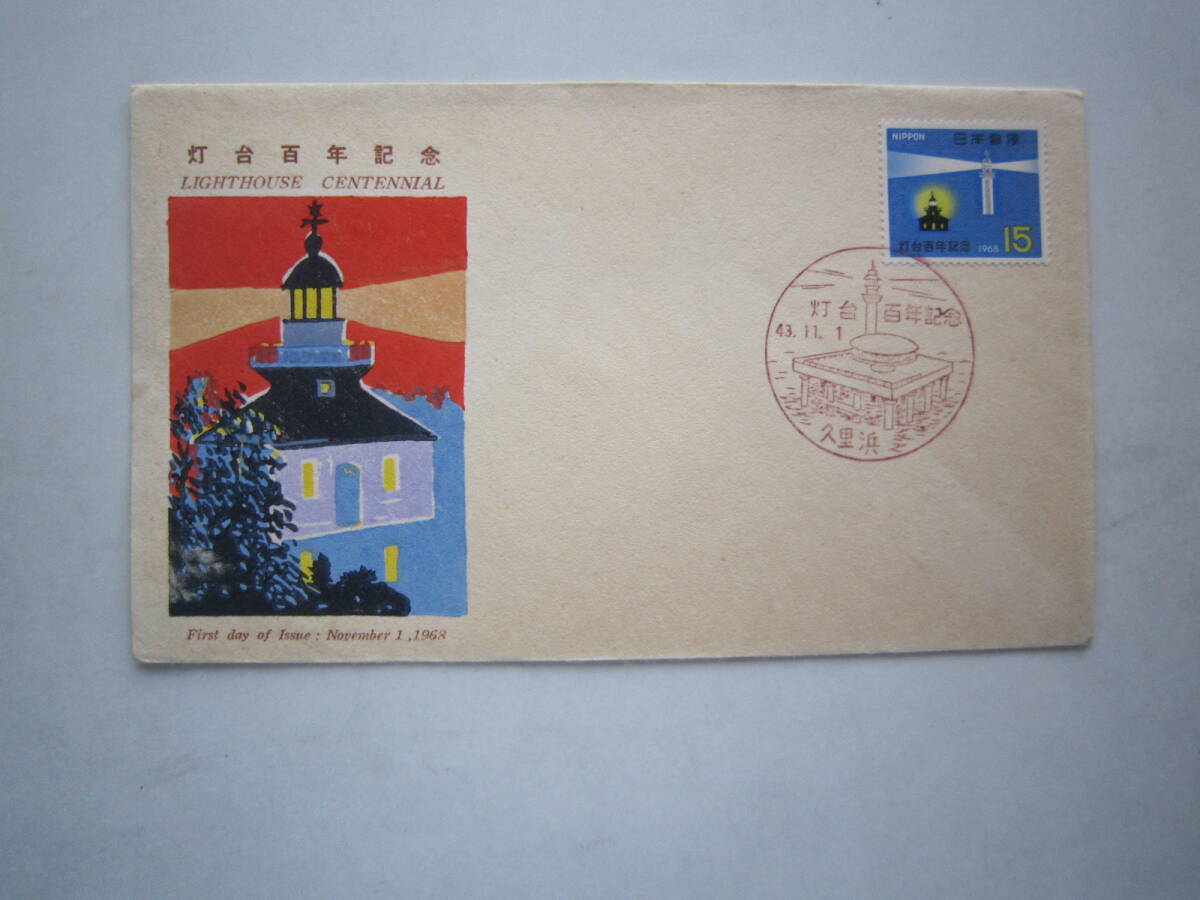 灯台百年記念
LIGHTHOUSE CENTENNIAL
First day of Issue : November 1 ,1968
NIPPON 日本郵便
灯台百年記念 1968 15
灯台百年記念
43.11.1
久里浜